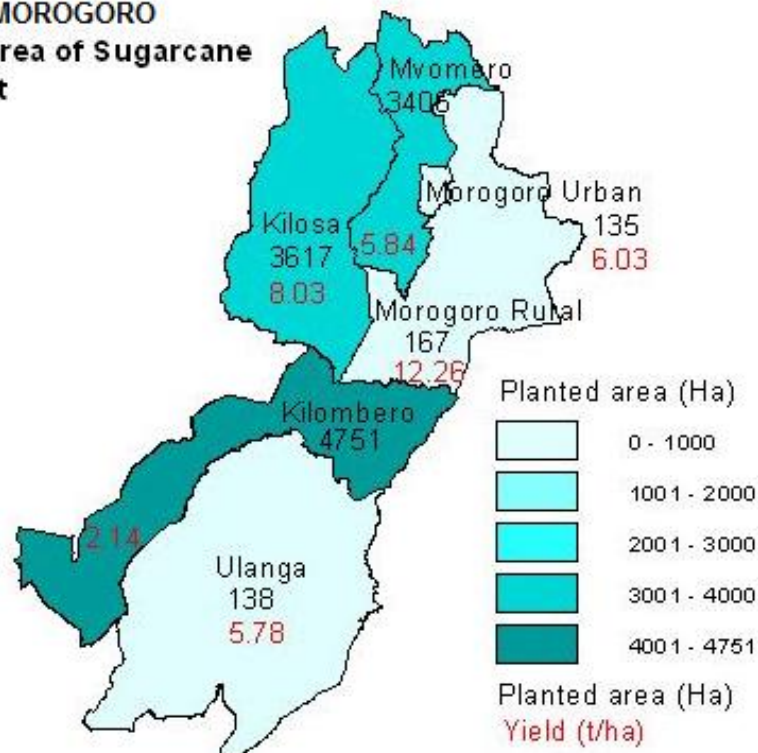 MOROGORO
rea of Sugarcane
t
Mvomero
3406
Morogoro Urban
135
6.03
Kilosa
3617
8.03
5.84
Morogoro Rural
167
12.26
Kilombero
4751
2.14
Ulanga
138
5.78
Planted area (Ha)
0 - 1000
1001 - 2000
2001 - 3000
3001 - 4000
4001 - 4751
Planted area (Ha)
Yield (t/ha)